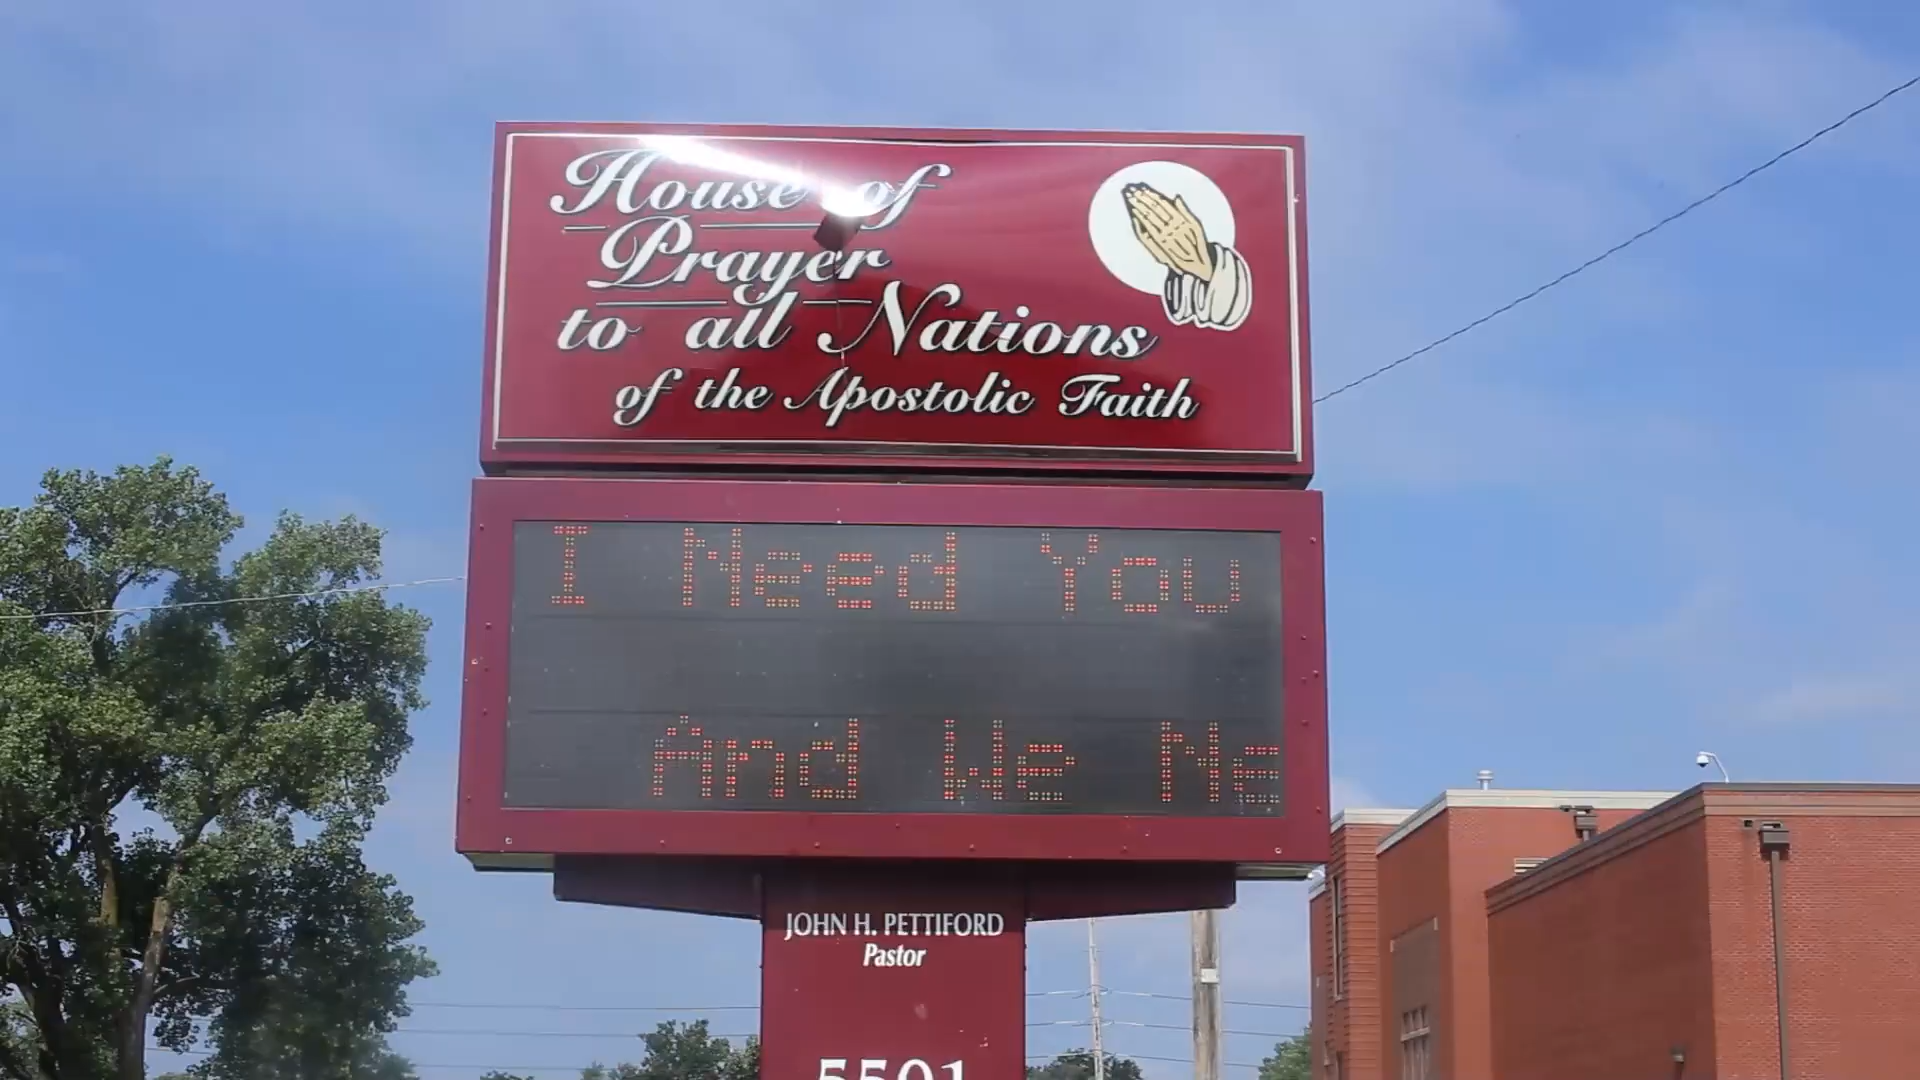 House of
Prayer
to all Nations
of the Apostolic Faith
I Need You
And We Ne
JOHN H. PETTIFORD
Pastor
5501